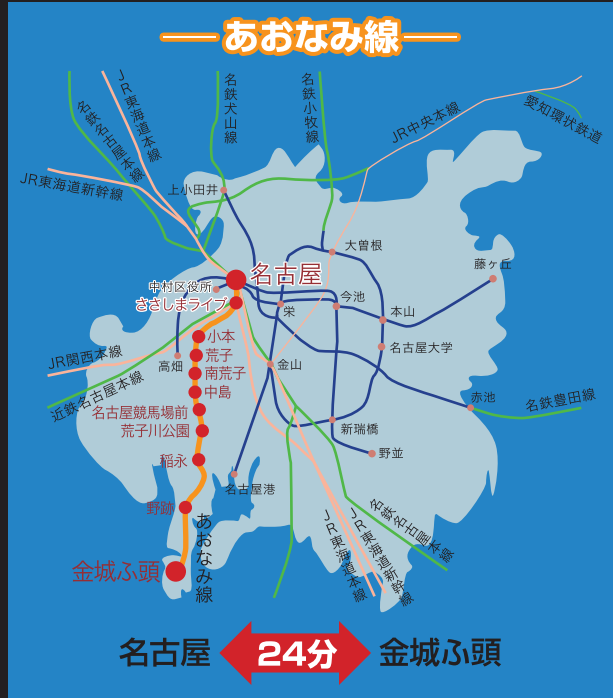 あおなみ線
JR東海道本線
名鉄名古屋本線
名鉄犬山線
名鉄小牧線
JR中央本線
愛知環状鉄道
JR東海道新幹線
上小田井
大曽根
藤ヶ丘
名古屋
中村区役所
ささしまライブ
栄
今池
本山
小本
名古屋大学
JR関西本線
荒子
高畑
南荒子
金山
近鉄名古屋本線
中島
赤池
名鉄豊田線
名古屋競馬場前
荒子川公園
新瑞橋
野並
稲永
名古屋港
野跡
あおなみ線
名鉄名古屋本線
JR東海道本線
JR東海道新幹線
金城ふ頭
名古屋 24分 金城ふ頭